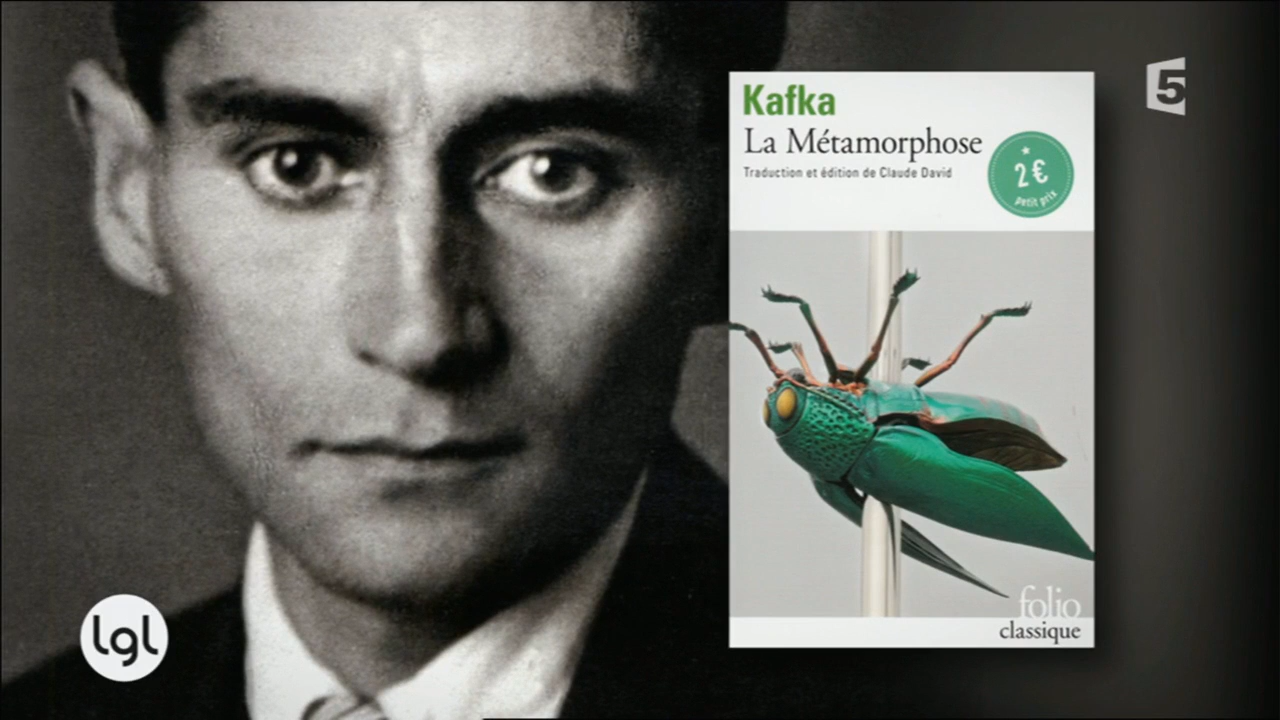 Kafka
La Métamorphose
Traduction et édition de Claude David
2 €
petit prix
folio
classique
5
lgl